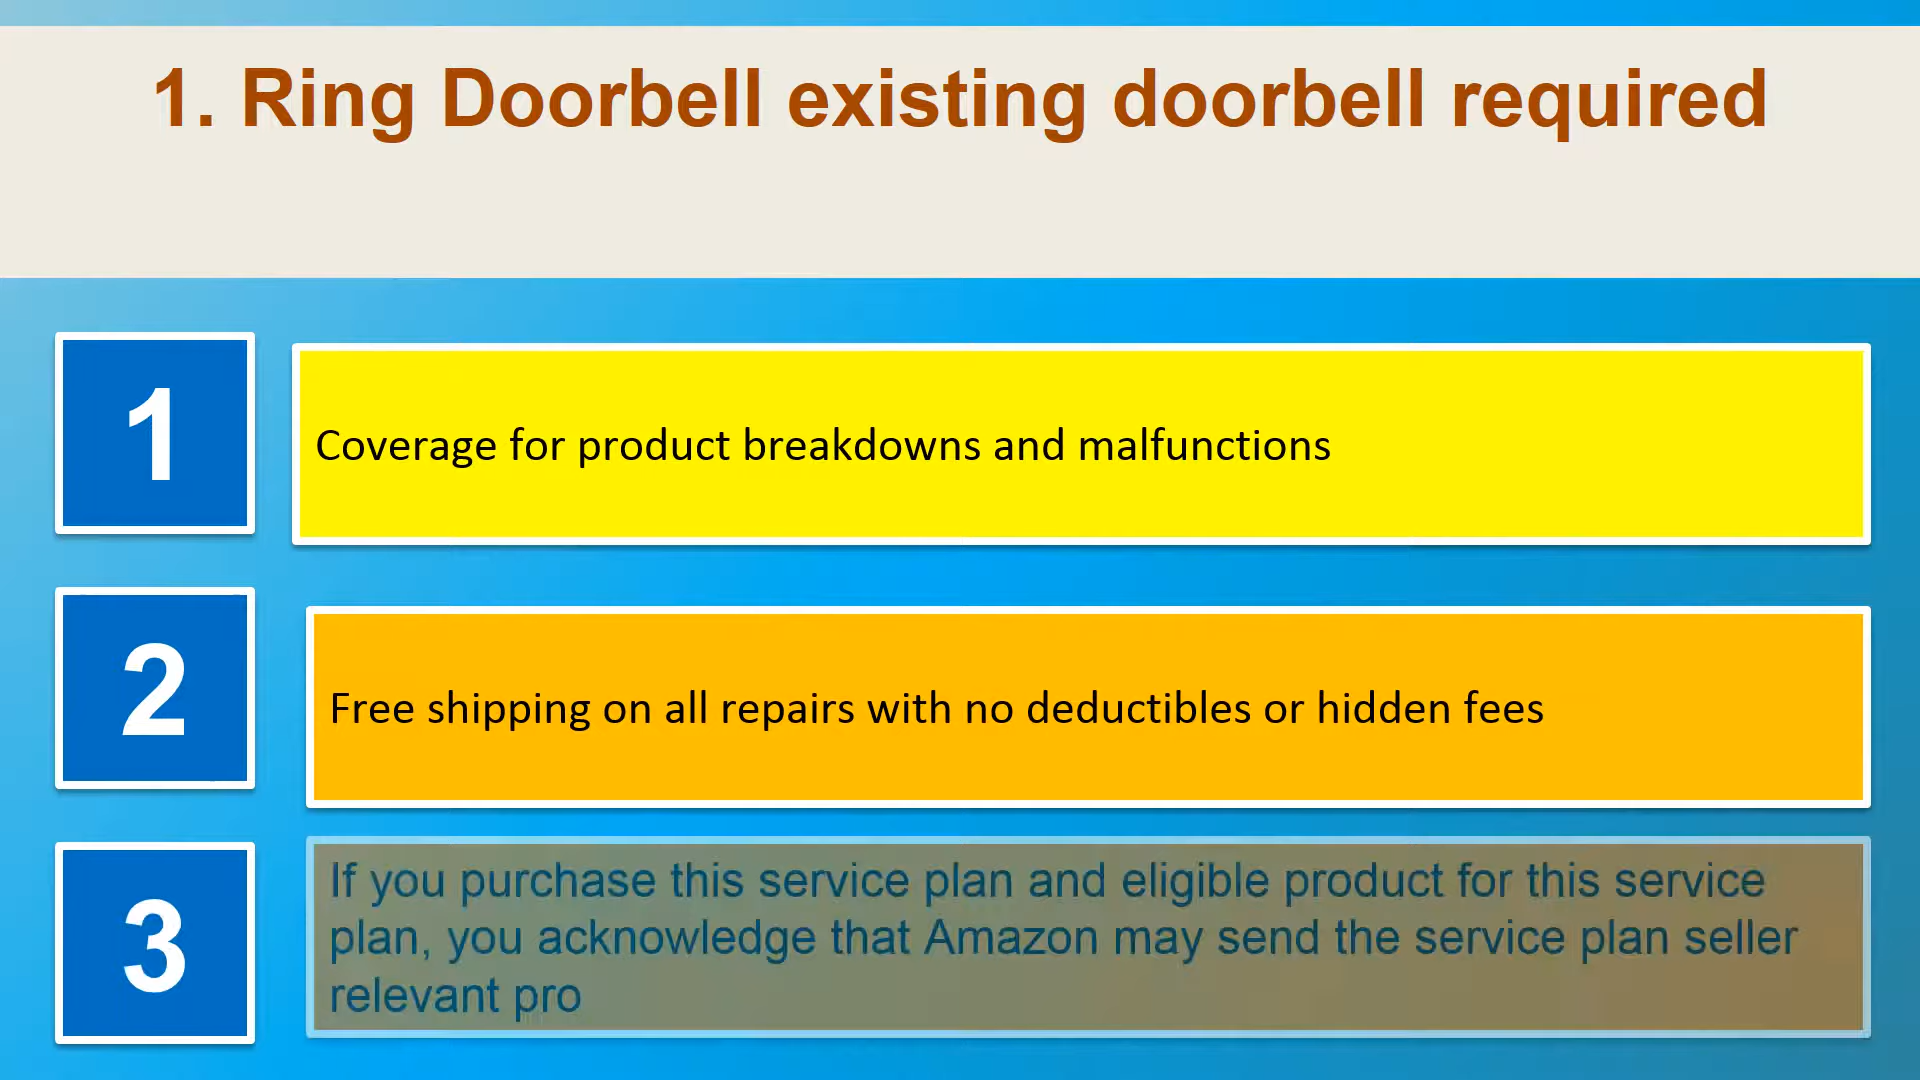 1. Ring Doorbell existing doorbell required
1
Coverage for product breakdowns and malfunctions
2
Free shipping on all repairs with no deductibles or hidden fees
3
If you purchase this service plan and eligible product for this service
plan, you acknowledge that Amazon may send the service plan seller
relevant pro